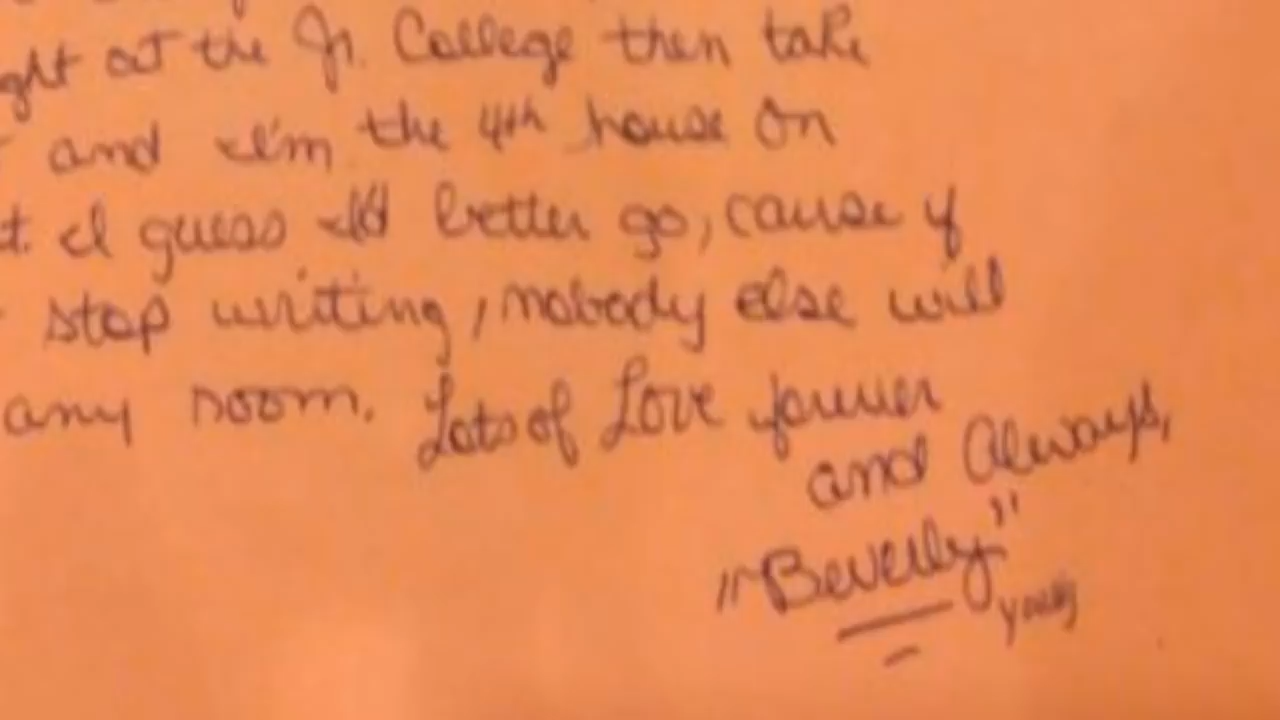 ght at the Jr. College then take
and I'm the 4th house on
t. I guess I'd better go, cause if
stop writing, nobody else will
any room. Lots of Love forever
and Always,
"Beverly"